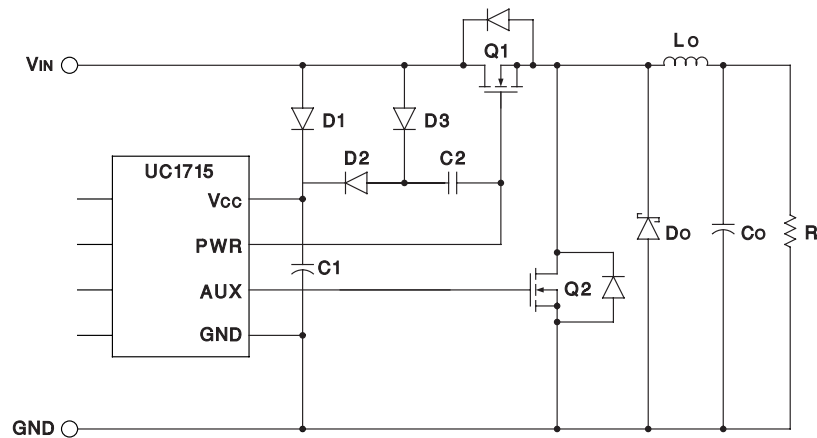 Q1
LO
VIN
D1
D3
D2
C2
UC1715
VCC
PWR
AUX
GND
C1
Q2
DO
CO
R
GND